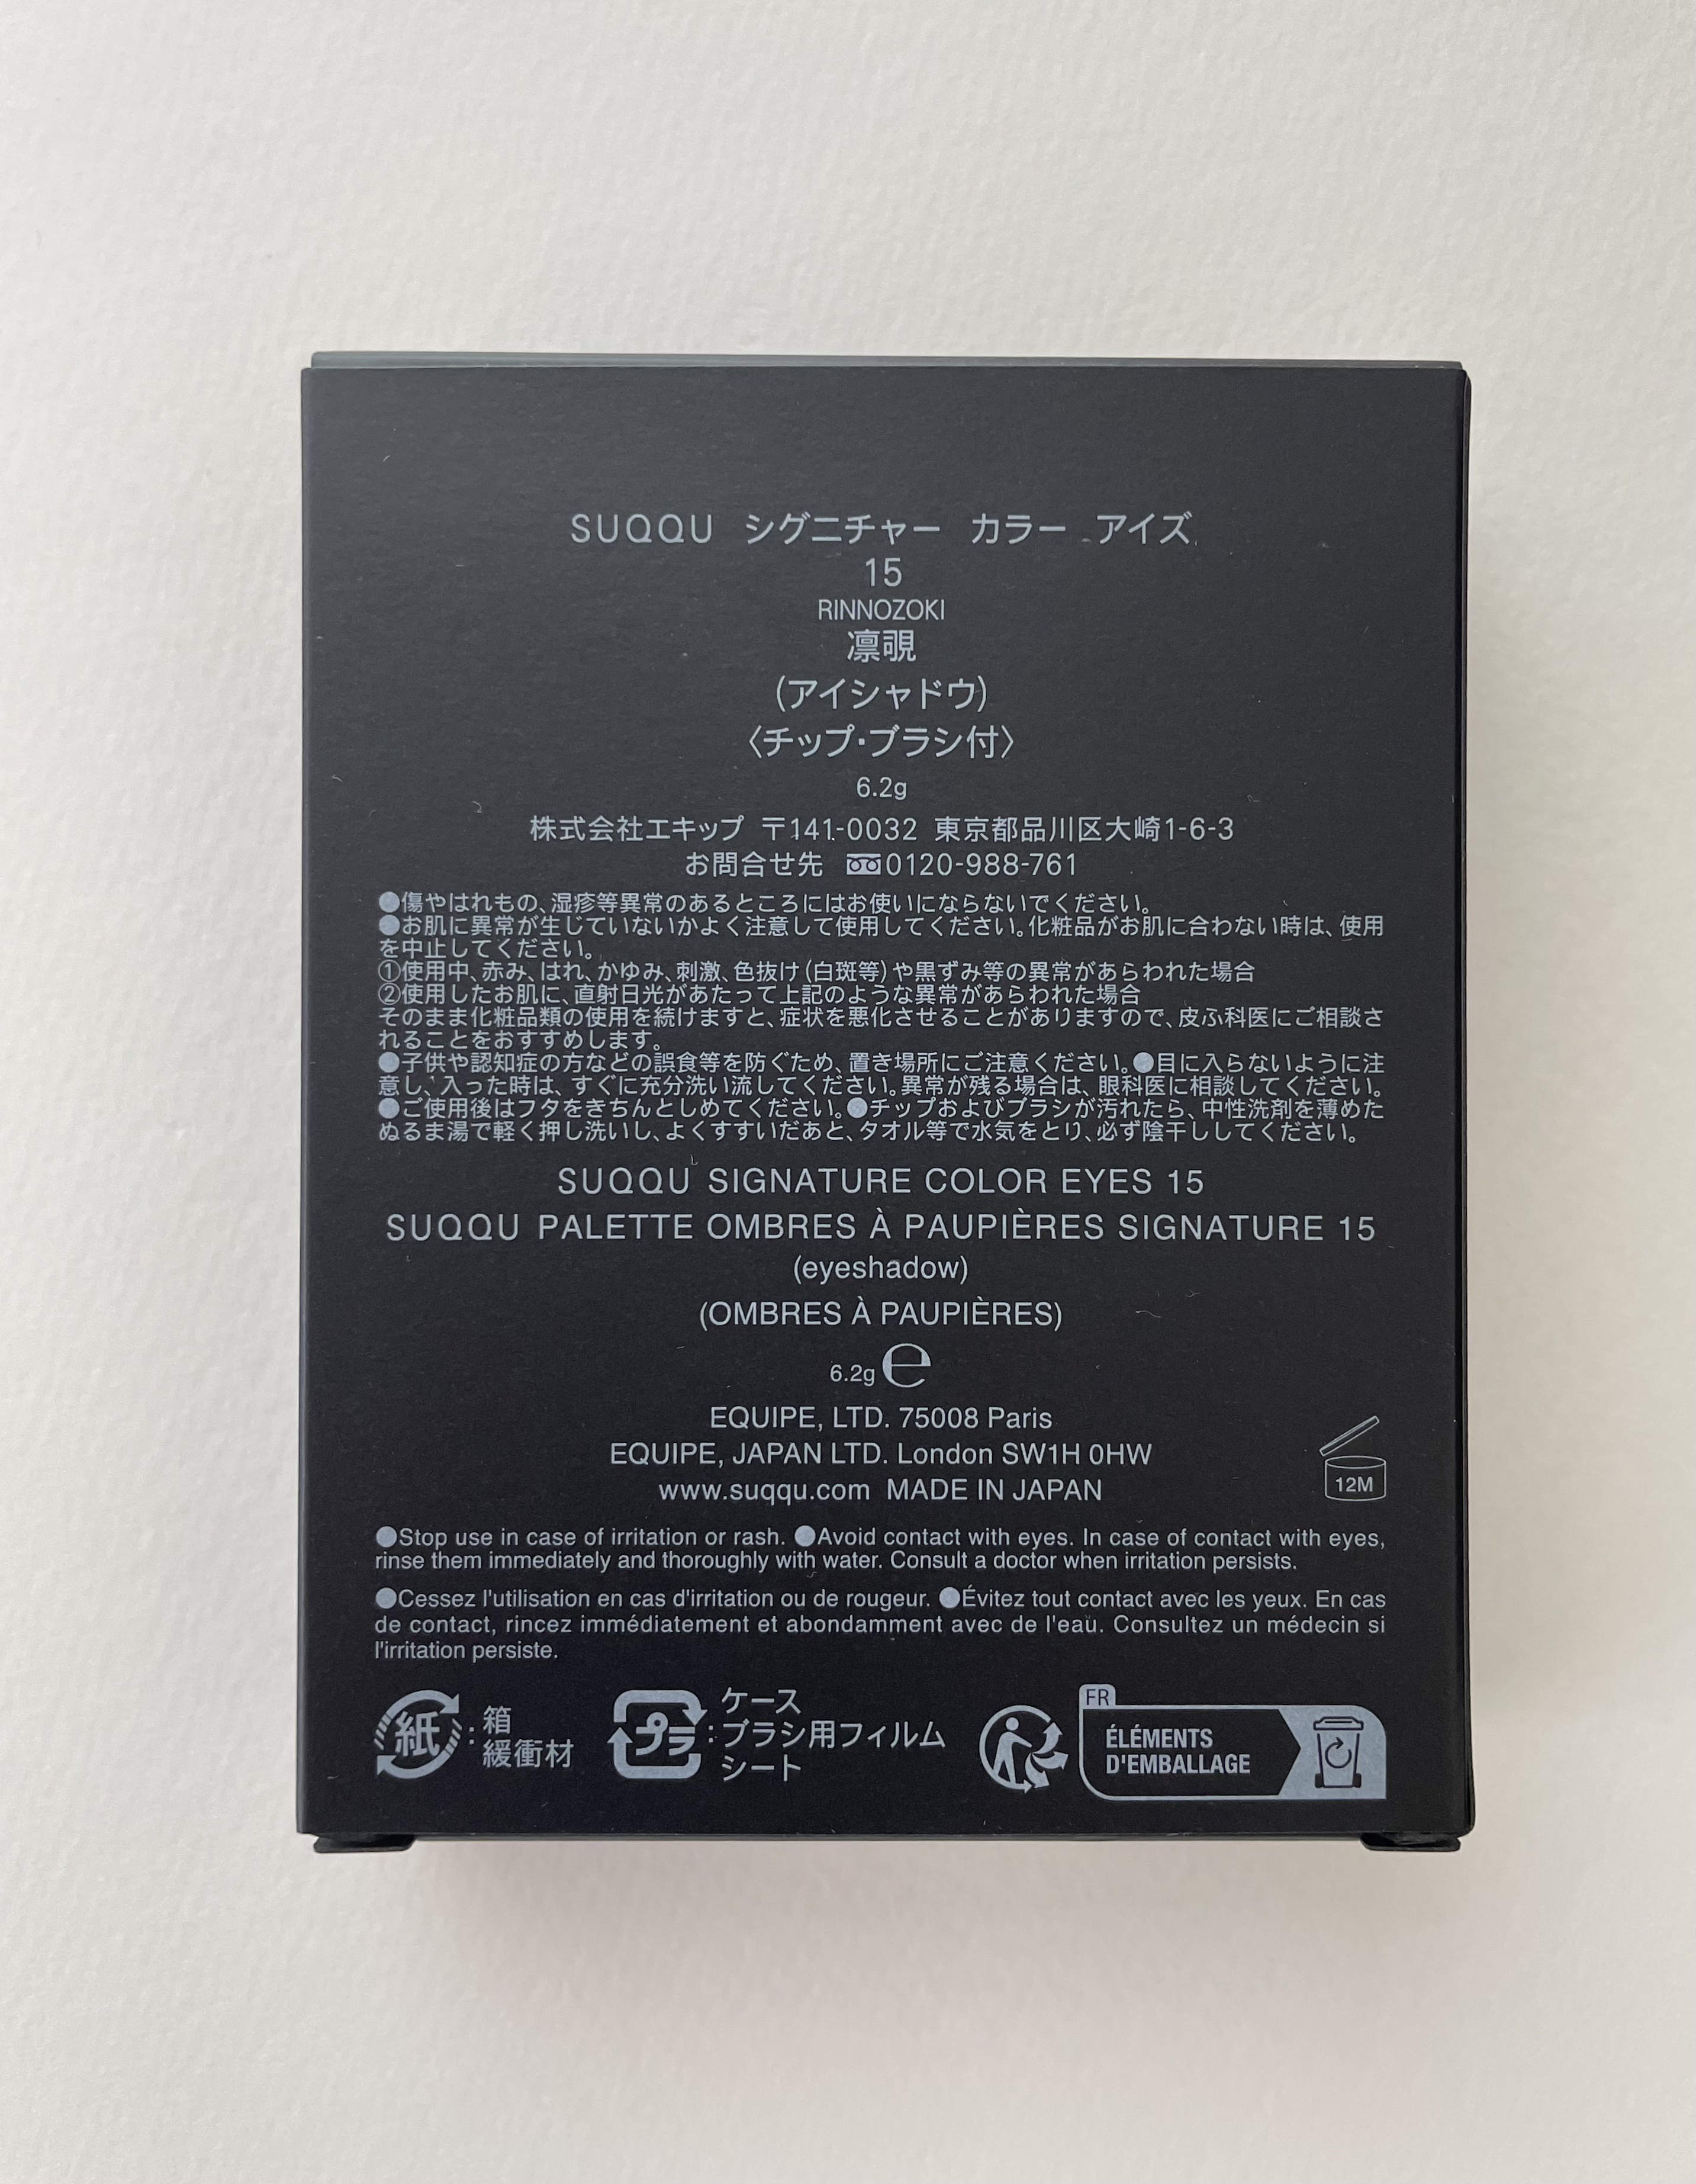 SUQQU シグニチャー カラー アイズ
15
RINNOZOKI
凛覗
(アイシャドウ)
〈チップ・ブラシ付〉
6.2g
株式会社エキップ 〒141-0032 東京都品川区大崎1-6-3
お問合せ先 0120-988-761
●傷やはれもの、湿疹等異常のあるところにはお使いにならないでください。
●お肌に異常が生じていないかよく注意して使用してください。化粧品がお肌に合わない時は、使用
を中止してください。
①使用中、赤み、はれ、かゆみ、刺激、色抜け(白斑等)や黒ずみ等の異常があらわれた場合
②使用したお肌に、直射日光があたって上記のような異常があらわれた場合
そのまま化粧品類の使用を続けますと、症状を悪化させることがありますので、皮ふ科医にご相談さ
れることをおすすめします。
●子供や認知症の方などの誤食等を防ぐため、置き場所にご注意ください。●目に入らないように注
意し、入った時は、すぐに充分洗い流してください。異常が残る場合は、眼科医に相談してください。
●ご使用後はフタをきちんとしめてください。●チップおよびブラシが汚れたら、中性洗剤を薄めた
ぬるま湯で軽く押し洗いし、よくすすいだあと、タオル等で水気をとり、必ず陰干ししてください。
SUQQU SIGNATURE COLOR EYES 15
SUQQU PALETTE OMBRES À PAUPIÈRES SIGNATURE 15
(eyeshadow)
(OMBRES À PAUPIÈRES)
6.2g ℮
EQUIPE, LTD. 75008 Paris
EQUIPE, JAPAN LTD. London SW1H 0HW
www.suqqu.com MADE IN JAPAN
12M
●Stop use in case of irritation or rash. ●Avoid contact with eyes. In case of contact with eyes,
rinse them immediately and thoroughly with water. Consult a doctor when irritation persists.
●Cessez l'utilisation en cas d'irritation ou de rougeur. ●Évitez tout contact avec les yeux. En cas
de contact, rincez immédiatement et abondamment avec de l'eau. Consultez un médecin si
l'irritation persiste.
紙:箱
緩衝材
プラ:ケース
ブラシ用フィルム
シート
FR
ÉLÉMENTS
D'EMBALLAGE